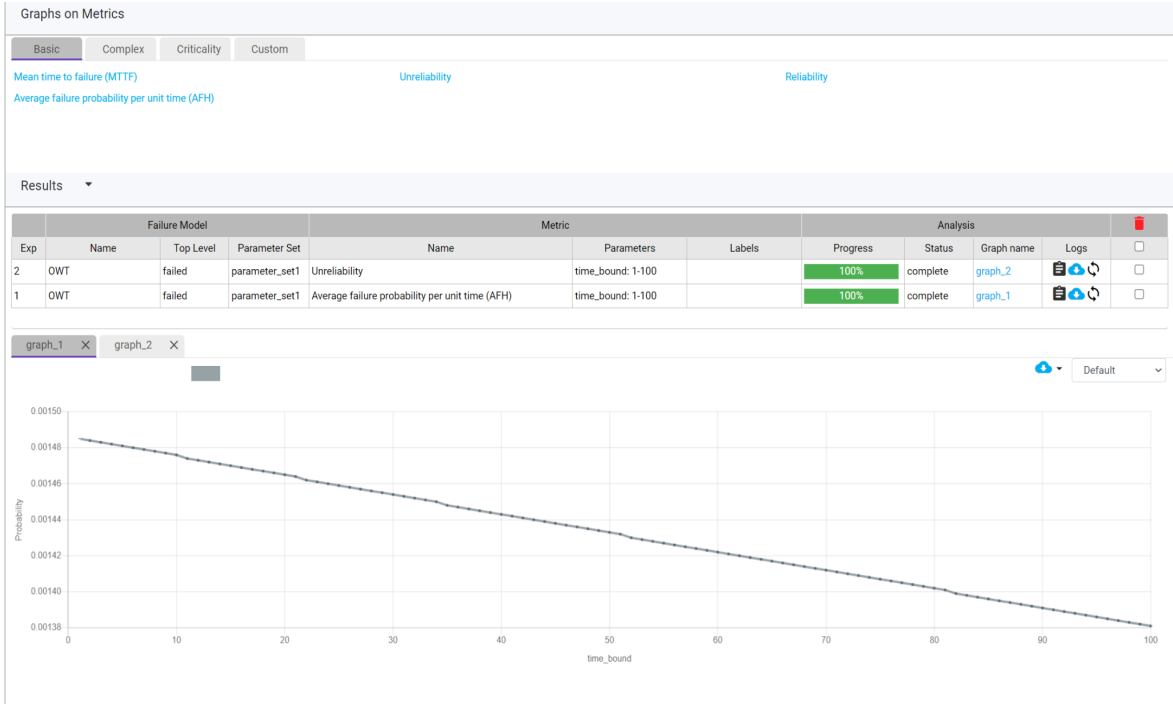 Graphs on Metrics
Basic Complex Criticality Custom
Mean time to failure (MTTF) Unreliability Reliability
Average failure probability per unit time (AFH)
Results
Failure Model Metric Analysis
Exp Name Top Level Parameter Set Name Parameters Labels Progress Status Graph name Logs
2 OWT failed parameter_set1 Unreliability time_bound: 1-100 100% complete graph_2
1 OWT failed parameter_set1 Average failure probability per unit time (AFH) time_bound: 1-100 100% complete graph_1
graph_1 graph_2
Default
0.00150
0.00148
0.00146
0.00144
0.00142
0.00140
0.00138
Probability
0 10 20 30 40 50 60 70 80 90 100
time_bound